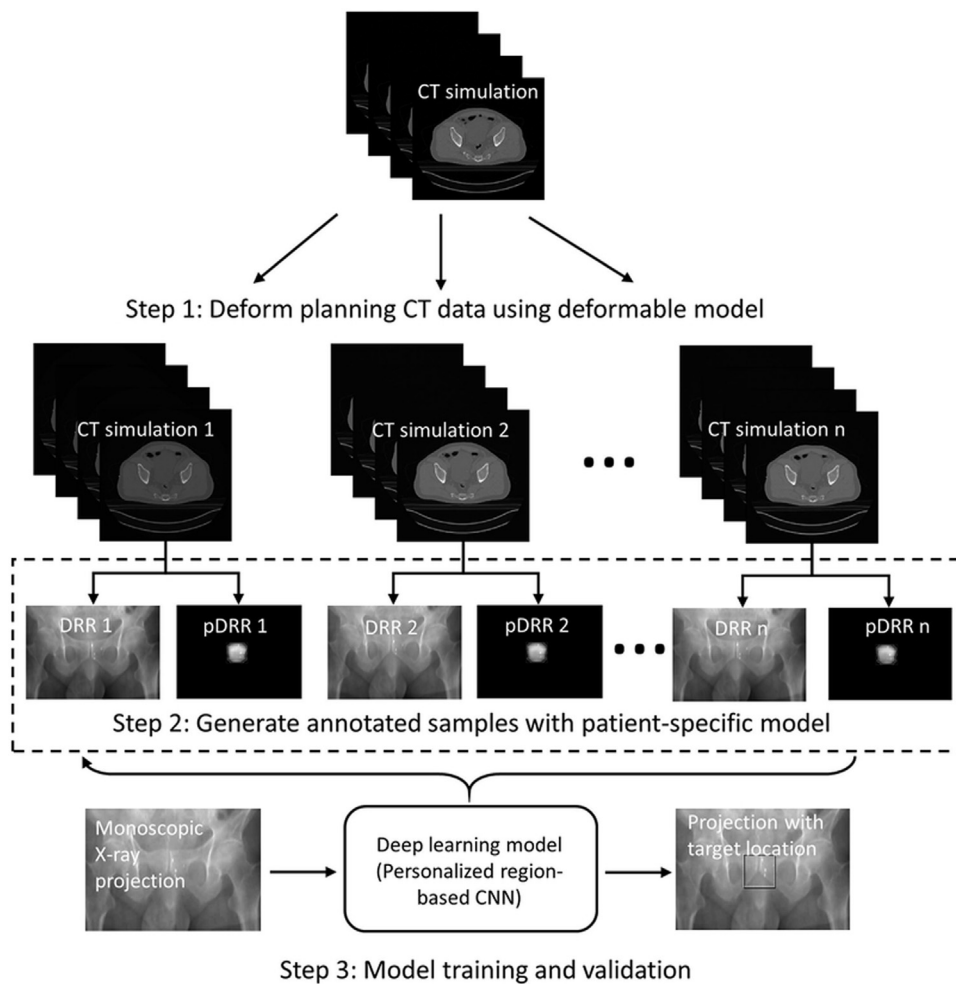 CT simulation
Step 1: Deform planning CT data using deformable model
CT simulation 1
CT simulation 2
CT simulation n
DRR 1
pDRR 1
DRR 2
pDRR 2
DRR n
pDRR n
Step 2: Generate annotated samples with patient-specific model
Monoscopic
X-ray
projection
Deep learning model
(Personalized region-
based CNN)
Projection with
target location
Step 3: Model training and validation